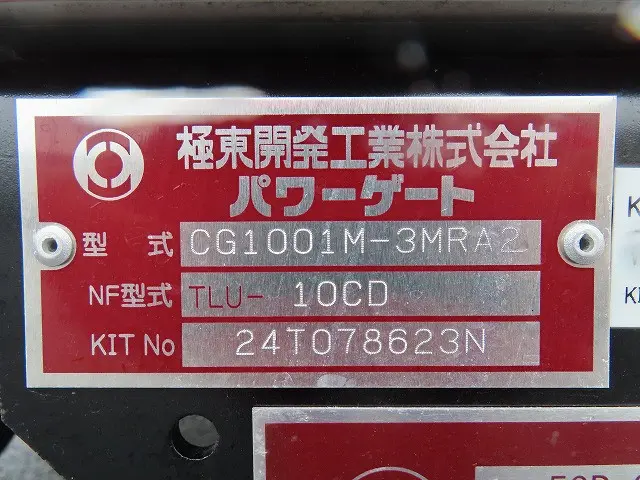 極東開発工業株式会社
パワーゲート
型 式 CG1001M-3MRA2
NF型式 TLU- 10CD
KIT No 24T078623N